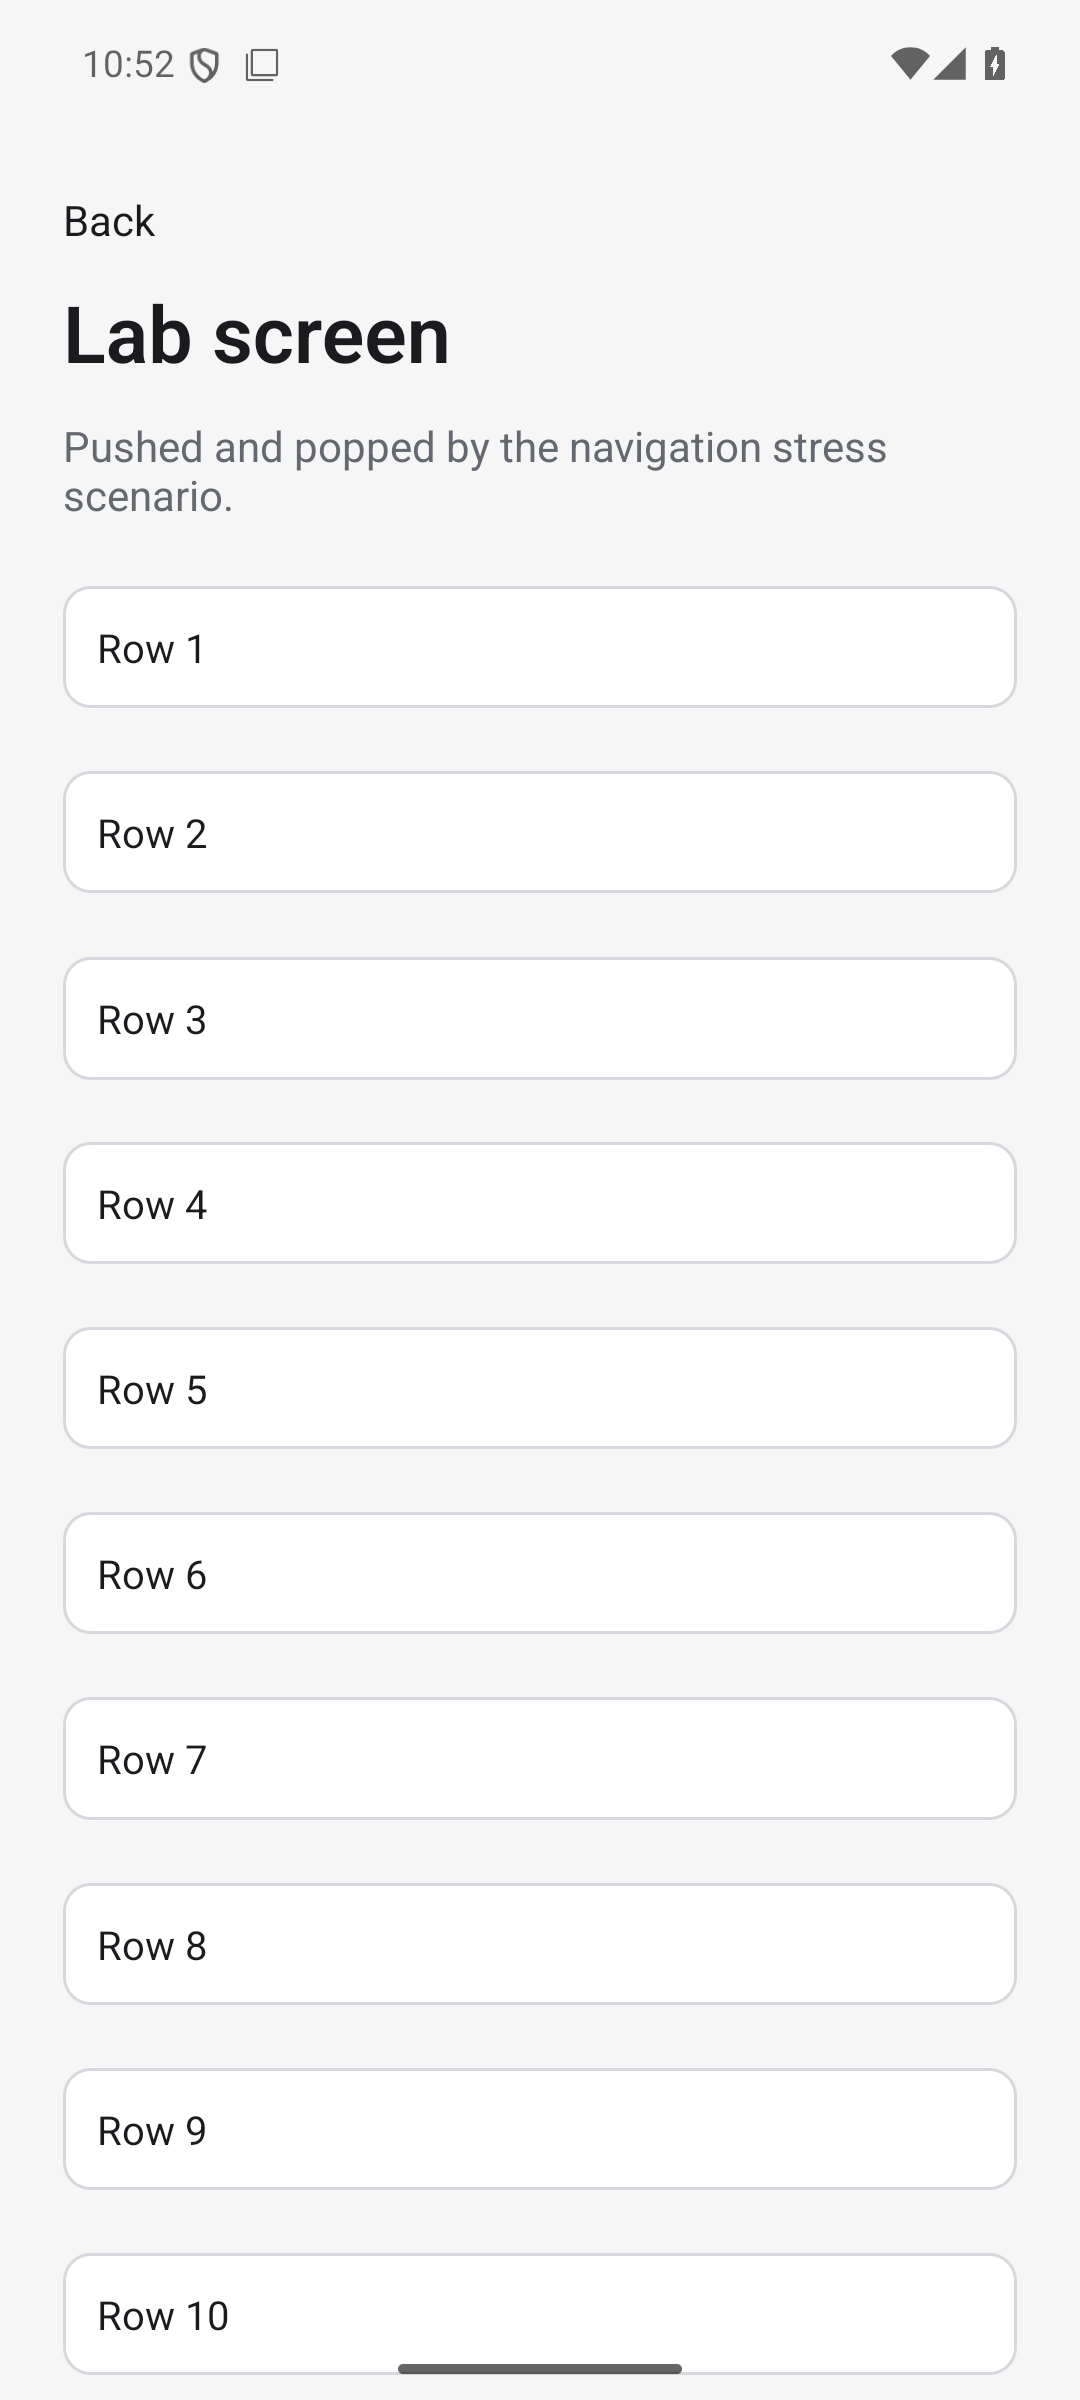 10:52
Back
Lab screen
Pushed and popped by the navigation stress
scenario.
Row 1
Row 2
Row 3
Row 4
Row 5
Row 6
Row 7
Row 8
Row 9
Row 10